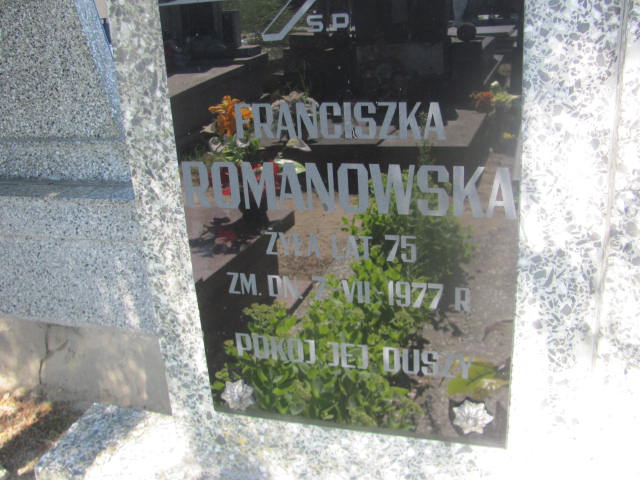 Ś.P.
FRANCISZKA
ROMANOWSKA
ŻYŁA LAT 75
ZM. DN. 7 VII 1977 R
POKÓJ JEJ DUSZY